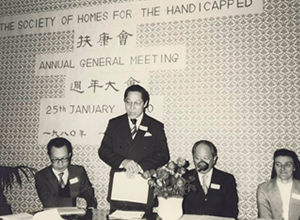 THE SOCIETY OF HOMES FOR THE HANDICAPPED
扶康會
ANNUAL GENERAL MEETING
週年大會
25TH JANUARY
一九八〇年